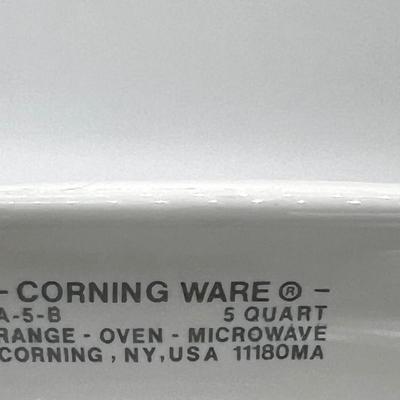 - CORNING WARE ® -
A-5-B 5 QUART
RANGE - OVEN - MICROWAVE
CORNING , NY, USA 11180MA